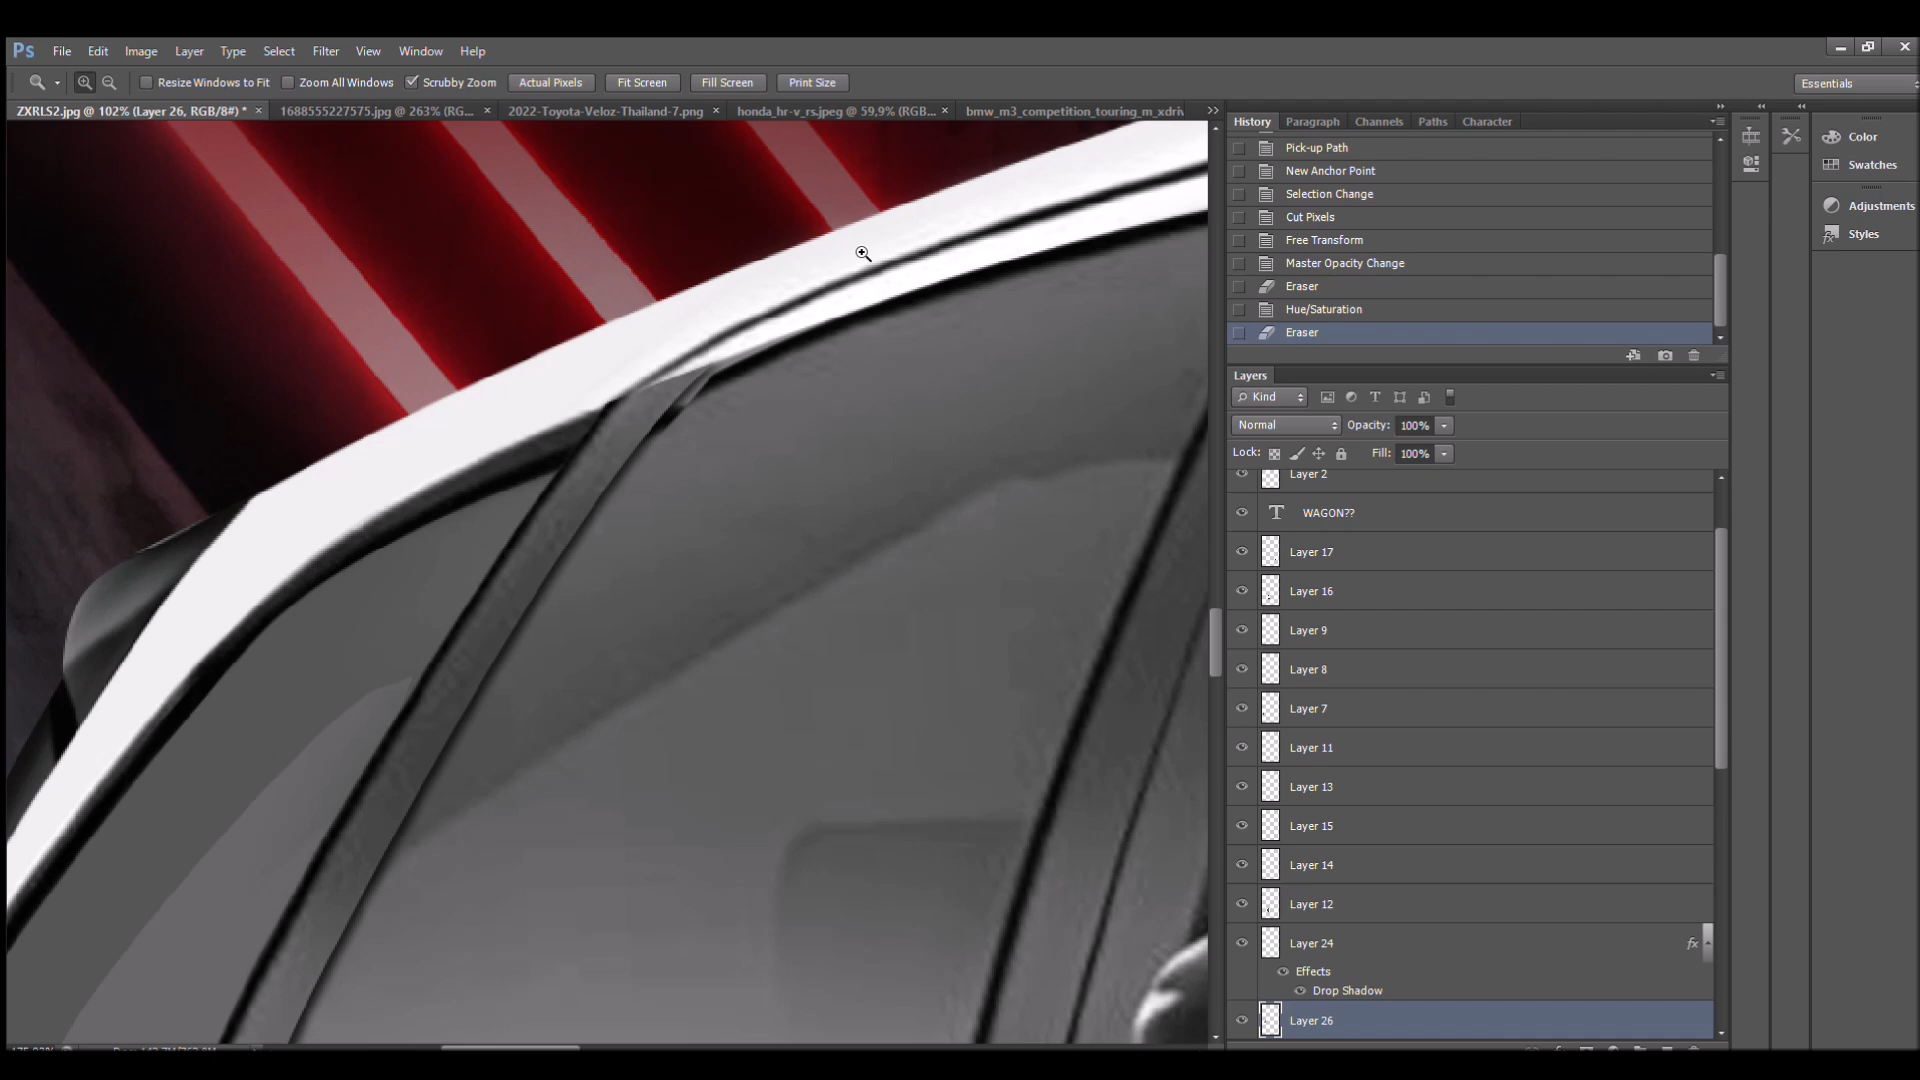 Ps File Edit Image Layer Type Select Filter View Window Help
Resize Windows to Fit Zoom All Windows Scrubby Zoom Actual Pixels Fit Screen Fill Screen Print Size Essentials
ZXRLS2.jpg @ 102% (Layer 26, RGB/8#) * × 1688555227575.jpg @ 263% (RG... × 2022-Toyota-Veloz-Thailand-7.png × honda_hr-v_rs.jpeg @ 59,9% (RGB... × bmw_m3_competition_touring_m_xdriv
History Paragraph Channels Paths Character
Pick-up Path
New Anchor Point
Selection Change
Cut Pixels
Free Transform
Master Opacity Change
Eraser
Hue/Saturation
Eraser
Layers
Kind
Normal Opacity: 100%
Lock: Fill: 100%
Layer 2
WAGON??
Layer 17
Layer 16
Layer 9
Layer 8
Layer 7
Layer 11
Layer 13
Layer 15
Layer 14
Layer 12
Layer 24 fx
Effects
Drop Shadow
Layer 26
Color
Swatches
Adjustments
Styles